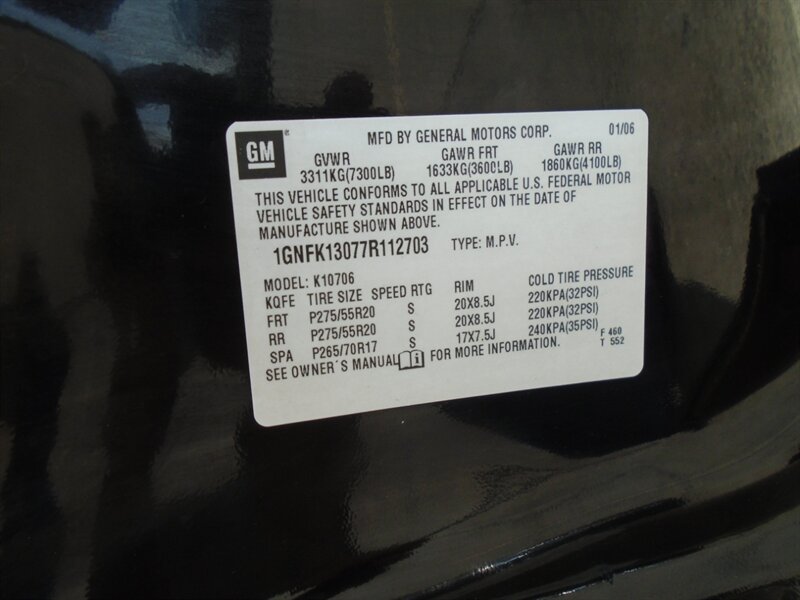 GM ® MFD BY GENERAL MOTORS CORP. 01/06
GVWR GAWR FRT GAWR RR
3311KG(7300LB) 1633KG(3600LB) 1860KG(4100LB)
THIS VEHICLE CONFORMS TO ALL APPLICABLE U.S. FEDERAL MOTOR
VEHICLE SAFETY STANDARDS IN EFFECT ON THE DATE OF
MANUFACTURE SHOWN ABOVE.
1GNFK13077R112703 TYPE: M.P.V.
MODEL: K10706
KQFE TIRE SIZE SPEED RTG RIM COLD TIRE PRESSURE
FRT P275/55R20 S 20X8.5J 220KPA(32PSI)
RR P275/55R20 S 20X8.5J 220KPA(32PSI)
SPA P265/70R17 S 17X7.5J 240KPA(35PSI) F 460
T 552
SEE OWNER´S MANUAL i FOR MORE INFORMATION.